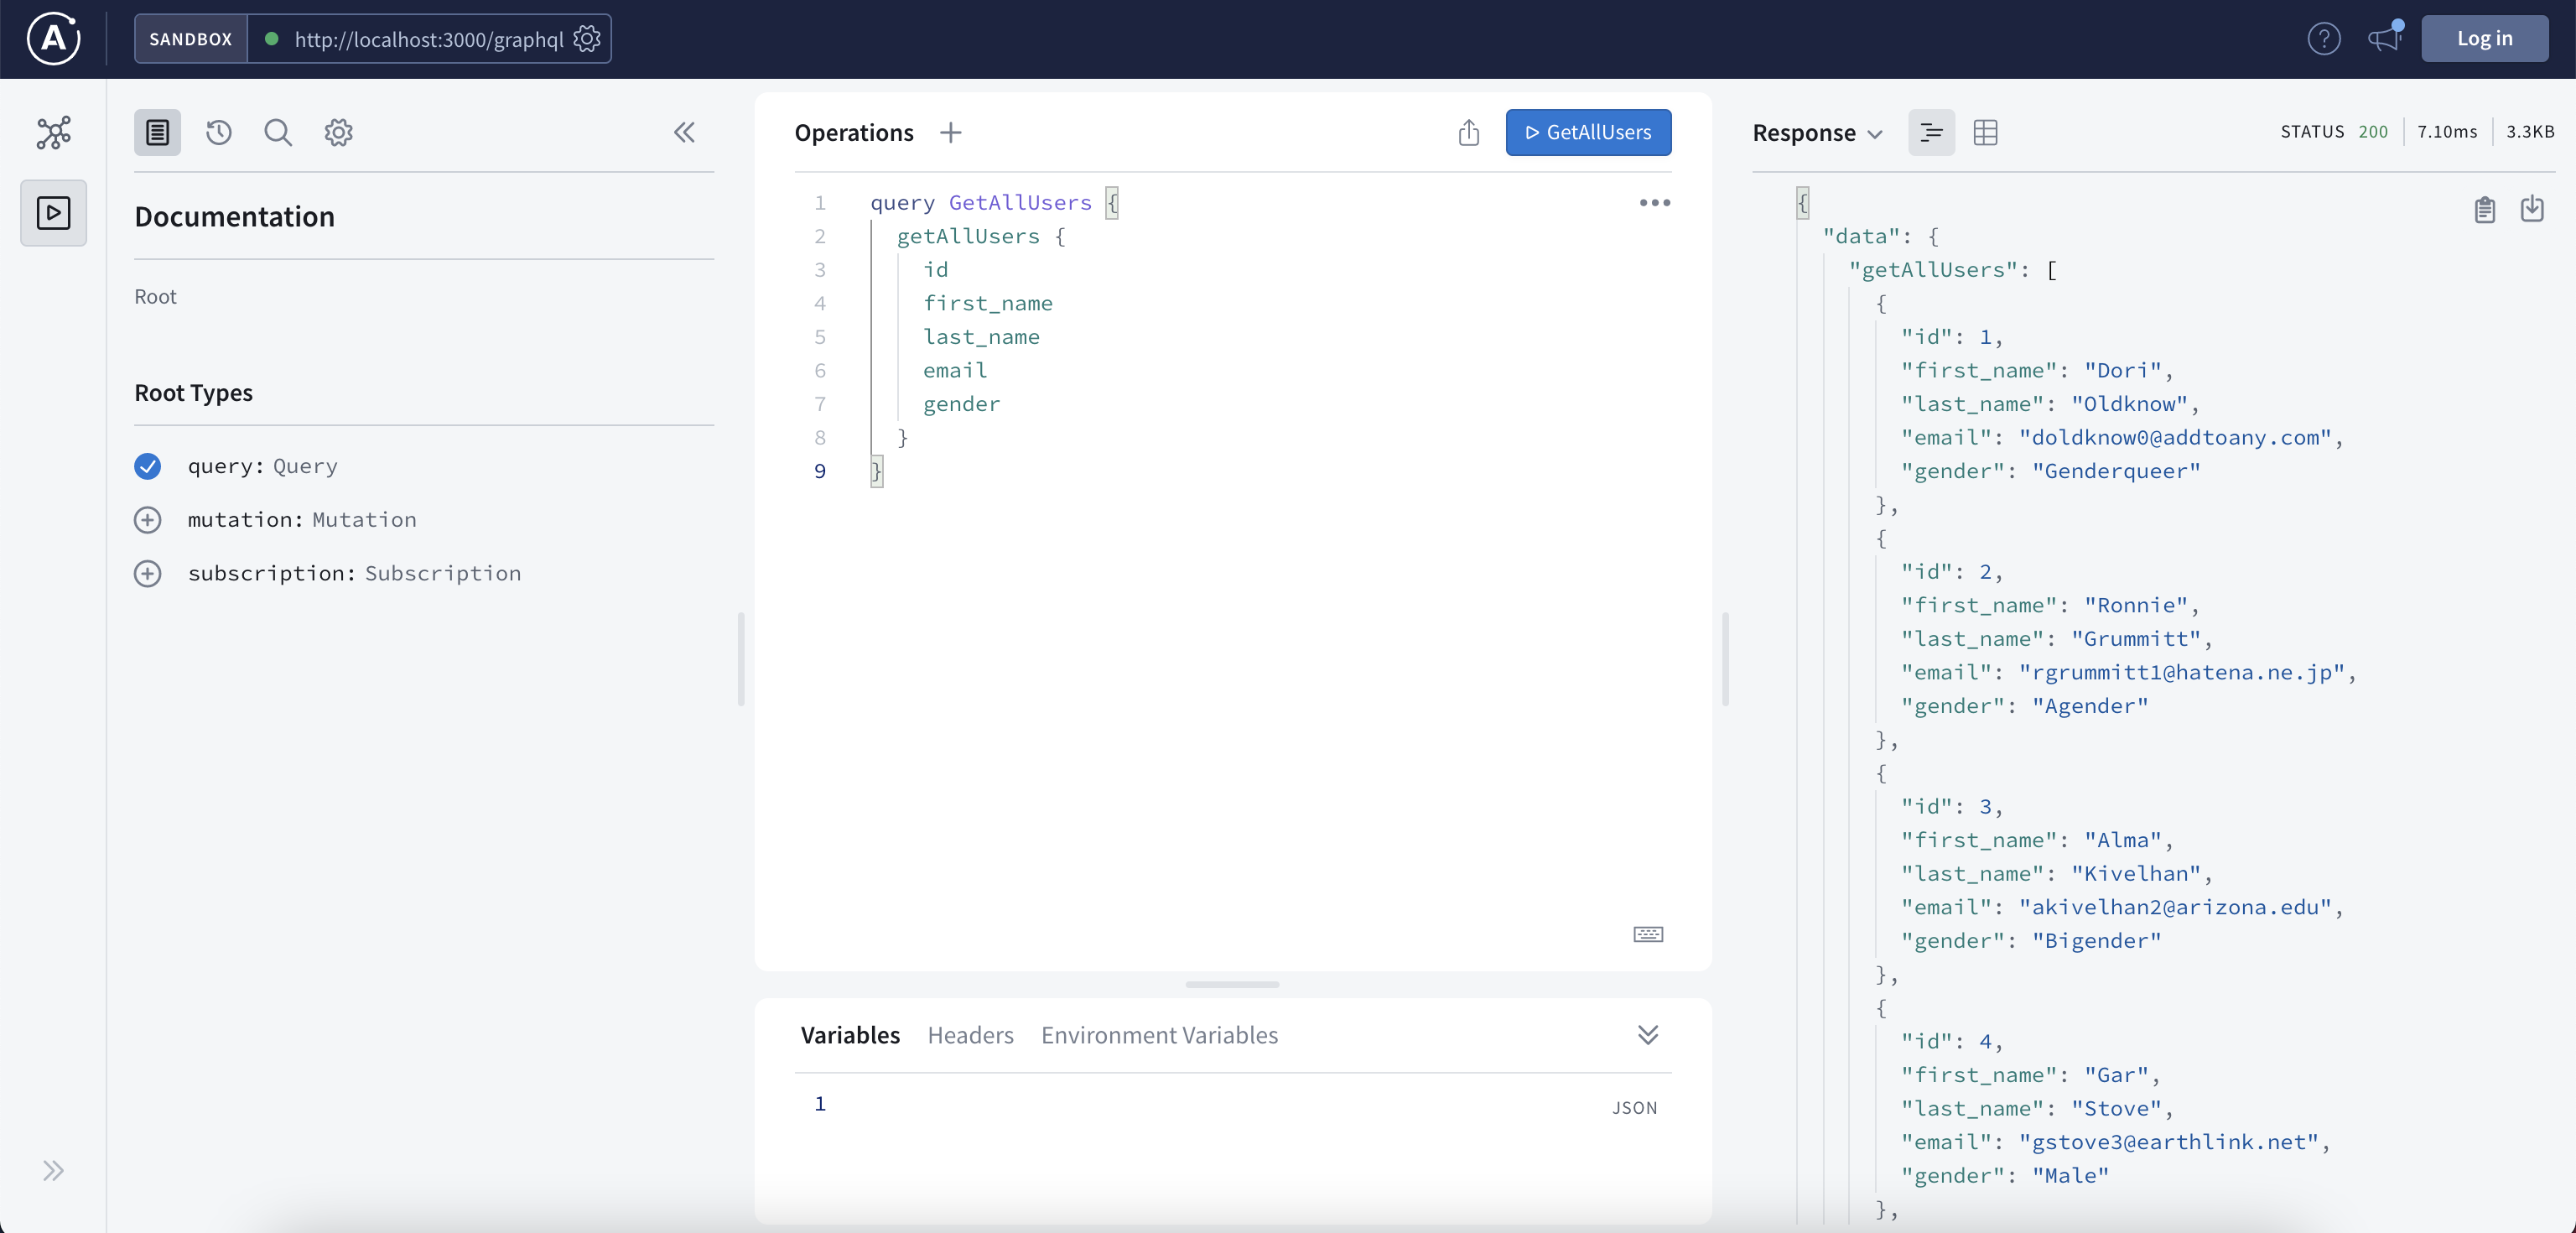 SANDBOX http://localhost:3000/graphql
? Log in
Documentation
Root
Root Types
query: Query
mutation: Mutation
subscription: Subscription
Operations
GetAllUsers
1 query GetAllUsers {
2 getAllUsers {
3 id
4 first_name
5 last_name
6 email
7 gender
8 }
9 }
Variables Headers Environment Variables
1 JSON
Response STATUS 200 7.10ms 3.3KB
{
"data": {
"getAllUsers": [
{
"id": 1,
"first_name": "Dori",
"last_name": "Oldknow",
"email": "doldknow0@addtoany.com",
"gender": "Genderqueer"
},
{
"id": 2,
"first_name": "Ronnie",
"last_name": "Grummitt",
"email": "rgrummitt1@hatena.ne.jp",
"gender": "Agender"
},
{
"id": 3,
"first_name": "Alma",
"last_name": "Kivelhan",
"email": "akivelhan2@arizona.edu",
"gender": "Bigender"
},
{
"id": 4,
"first_name": "Gar",
"last_name": "Stove",
"email": "gstove3@earthlink.net",
"gender": "Male"
},